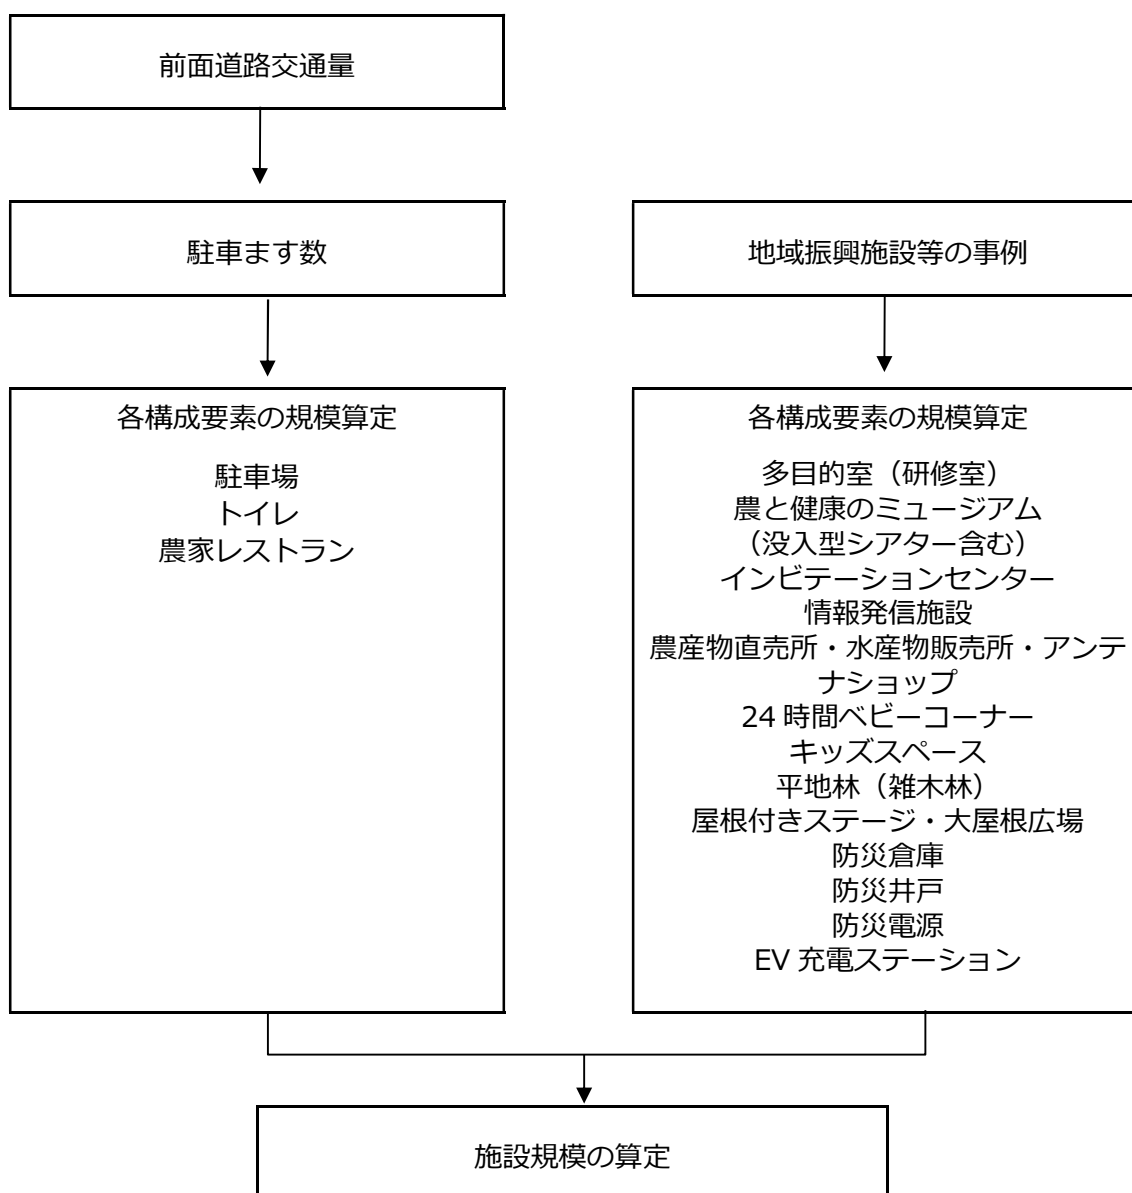 前面道路交通量
駐車ます数
各構成要素の規模算定
駐車場
トイレ
農家レストラン
地域振興施設等の事例
各構成要素の規模算定
多目的室（研修室）
農と健康のミュージアム
（没入型シアター含む）
インビテーションセンター
情報発信施設
農産物直売所・水産物販売所・アンテ
ナショップ
24 時間ベビーコーナー
キッズスペース
平地林（雑木林）
屋根付きステージ・大屋根広場
防災倉庫
防災井戸
防災電源
EV 充電ステーション
施設規模の算定